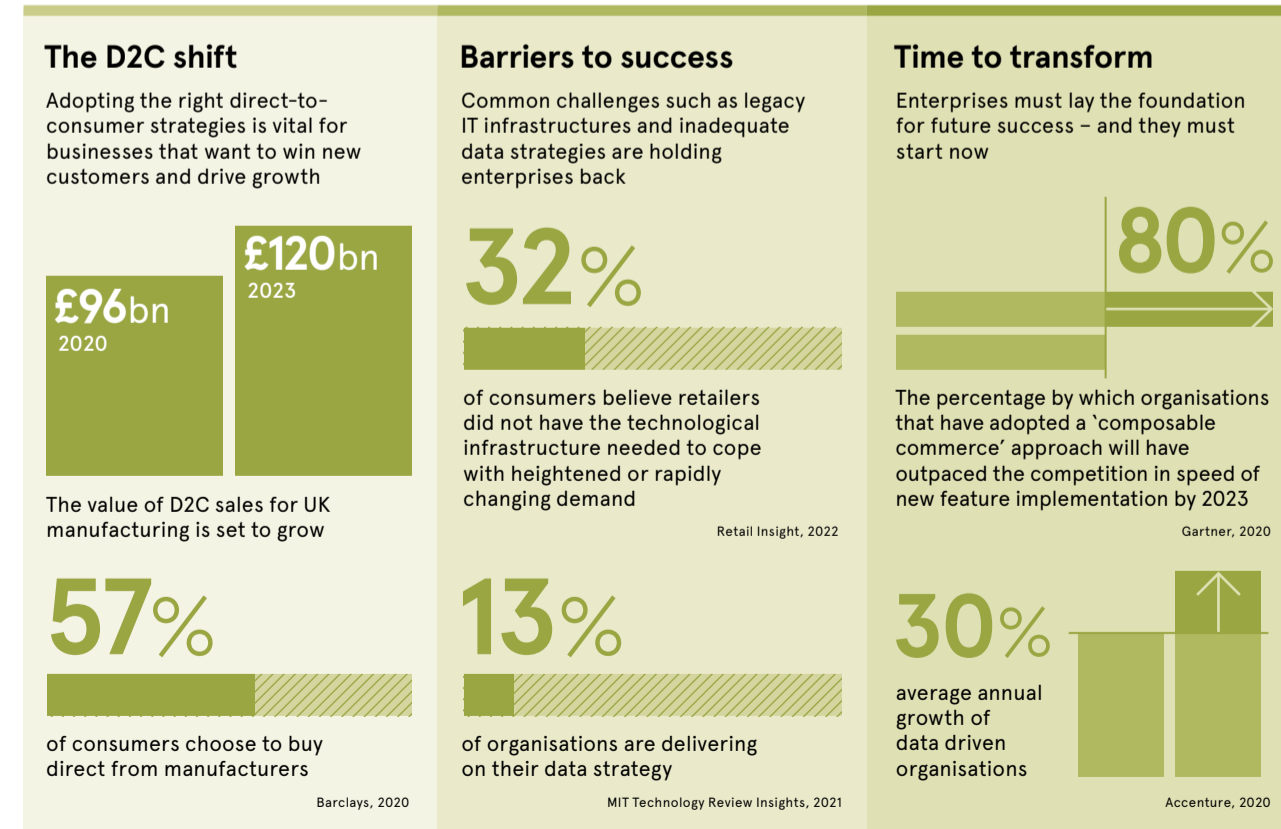 The D2C shift
Adopting the right direct-to-
consumer strategies is vital for
businesses that want to win new
customers and drive growth
£96bn
2020
£120bn
2023
The value of D2C sales for UK
manufacturing is set to grow
57%
of consumers choose to buy
direct from manufacturers
Barclays, 2020
Barriers to success
Common challenges such as legacy
IT infrastructures and inadequate
data strategies are holding
enterprises back
32%
of consumers believe retailers
did not have the technological
infrastructure needed to cope
with heightened or rapidly
changing demand
Retail Insight, 2022
13%
of organisations are delivering
on their data strategy
MIT Technology Review Insights, 2021
Time to transform
Enterprises must lay the foundation
for future success – and they must
start now
80%
The percentage by which organisations
that have adopted a ‘composable
commerce’ approach will have
outpaced the competition in speed of
new feature implementation by 2023
Gartner, 2020
30%
average annual
growth of
data driven
organisations
Accenture, 2020